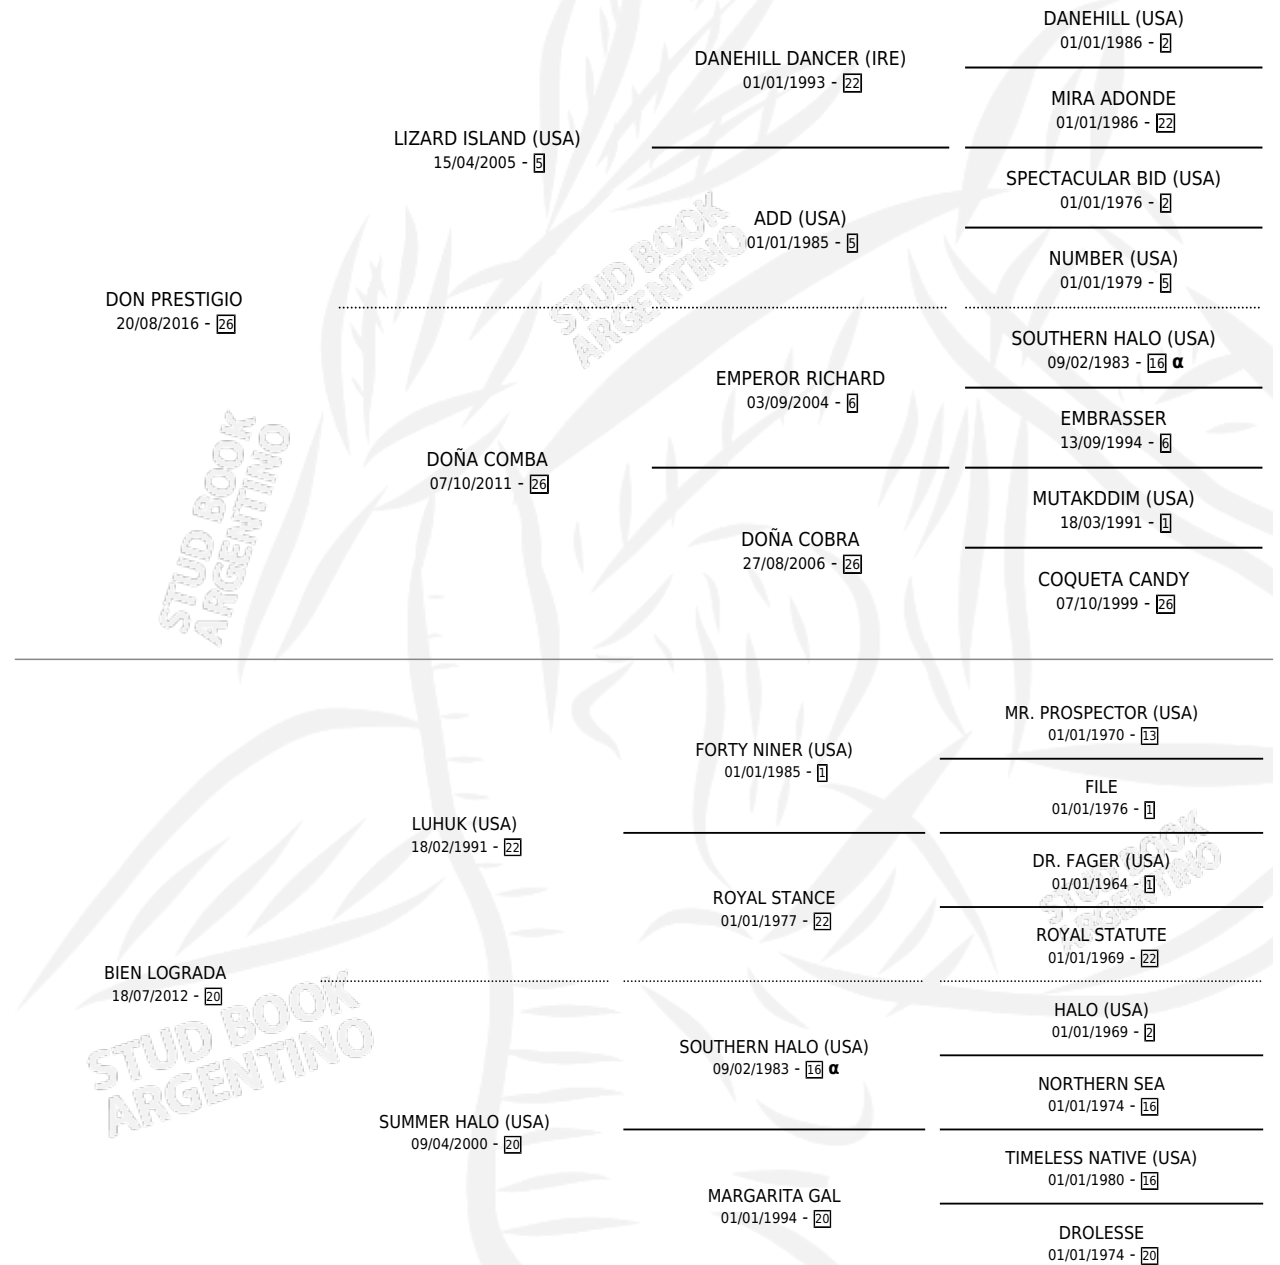 DON PRESTIGIO
20/08/2016 - 26
LIZARD ISLAND (USA)
15/04/2005 - 5
DANEHILL DANCER (IRE)
01/01/1993 - 22
DANEHILL (USA)
01/01/1986 - 2
MIRA ADONDE
01/01/1986 - 22
ADD (USA)
01/01/1985 - 5
SPECTACULAR BID (USA)
01/01/1976 - 2
NUMBER (USA)
01/01/1979 - 5
DOÑA COMBA
07/10/2011 - 26
EMPEROR RICHARD
03/09/2004 - 6
SOUTHERN HALO (USA)
09/02/1983 - 16 α
EMBRASSER
13/09/1994 - 6
DOÑA COBRA
27/08/2006 - 26
MUTAKDDIM (USA)
18/03/1991 - 1
COQUETA CANDY
07/10/1999 - 26
BIEN LOGRADA
18/07/2012 - 20
LUHUK (USA)
18/02/1991 - 22
FORTY NINER (USA)
01/01/1985 - 1
MR. PROSPECTOR (USA)
01/01/1970 - 13
FILE
01/01/1976 - 1
ROYAL STANCE
01/01/1977 - 22
DR. FAGER (USA)
01/01/1964 - 1
ROYAL STATUTE
01/01/1969 - 22
SUMMER HALO (USA)
09/04/2000 - 20
SOUTHERN HALO (USA)
09/02/1983 - 16 α
HALO (USA)
01/01/1969 - 2
NORTHERN SEA
01/01/1974 - 16
MARGARITA GAL
01/01/1994 - 20
TIMELESS NATIVE (USA)
01/01/1980 - 16
DROLESSE
01/01/1974 - 20
STUD BOOK
ARGENTINO
STUD BOOK
ARGENTINO
STUD BOOK
ARGENTINO
STUD BOOK
ARGENTINO